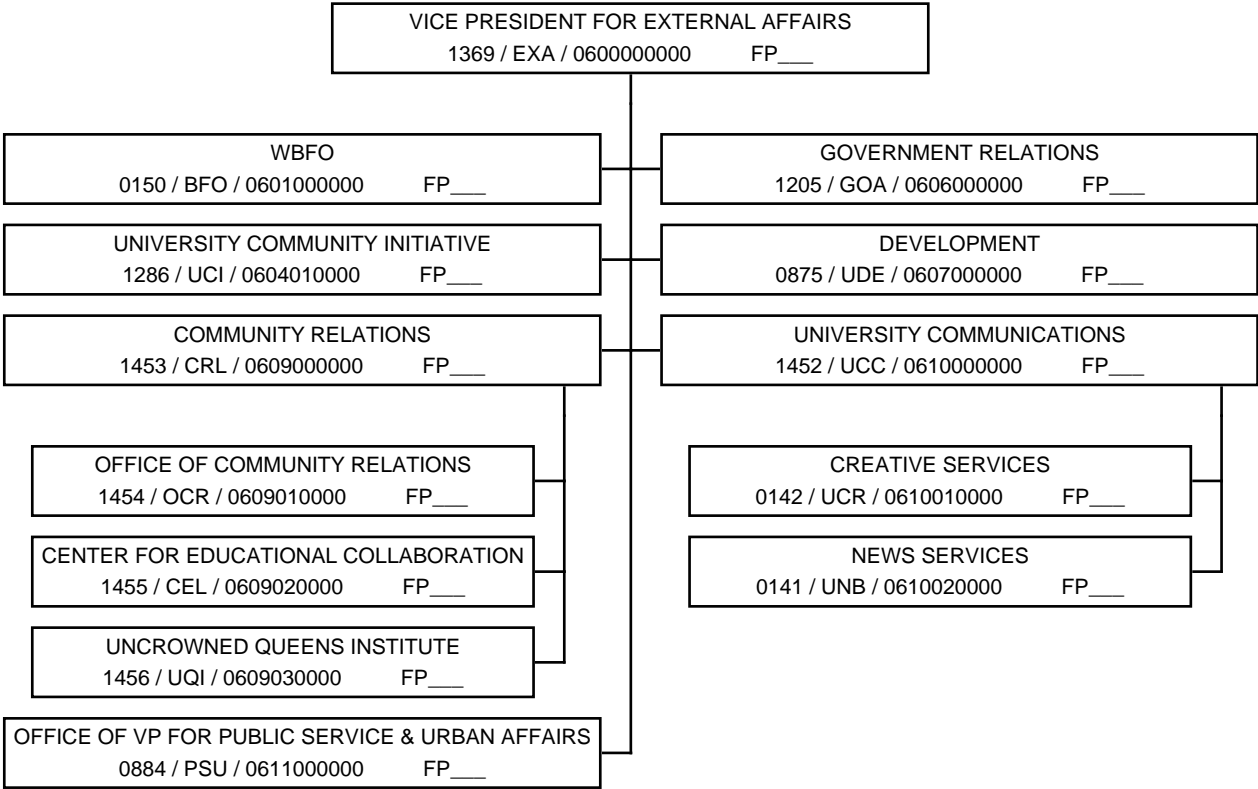 VICE PRESIDENT FOR EXTERNAL AFFAIRS
1369 / EXA / 0600000000 FP___
WBFO
0150 / BFO / 0601000000 FP___
GOVERNMENT RELATIONS
1205 / GOA / 0606000000 FP___
UNIVERSITY COMMUNITY INITIATIVE
1286 / UCI / 0604010000 FP___
DEVELOPMENT
0875 / UDE / 0607000000 FP___
COMMUNITY RELATIONS
1453 / CRL / 0609000000 FP___
UNIVERSITY COMMUNICATIONS
1452 / UCC / 0610000000 FP___
OFFICE OF COMMUNITY RELATIONS
1454 / OCR / 0609010000 FP___
CENTER FOR EDUCATIONAL COLLABORATION
1455 / CEL / 0609020000 FP___
UNCROWNED QUEENS INSTITUTE
1456 / UQI / 0609030000 FP___
CREATIVE SERVICES
0142 / UCR / 0610010000 FP___
NEWS SERVICES
0141 / UNB / 0610020000 FP___
OFFICE OF VP FOR PUBLIC SERVICE & URBAN AFFAIRS
0884 / PSU / 0611000000 FP___